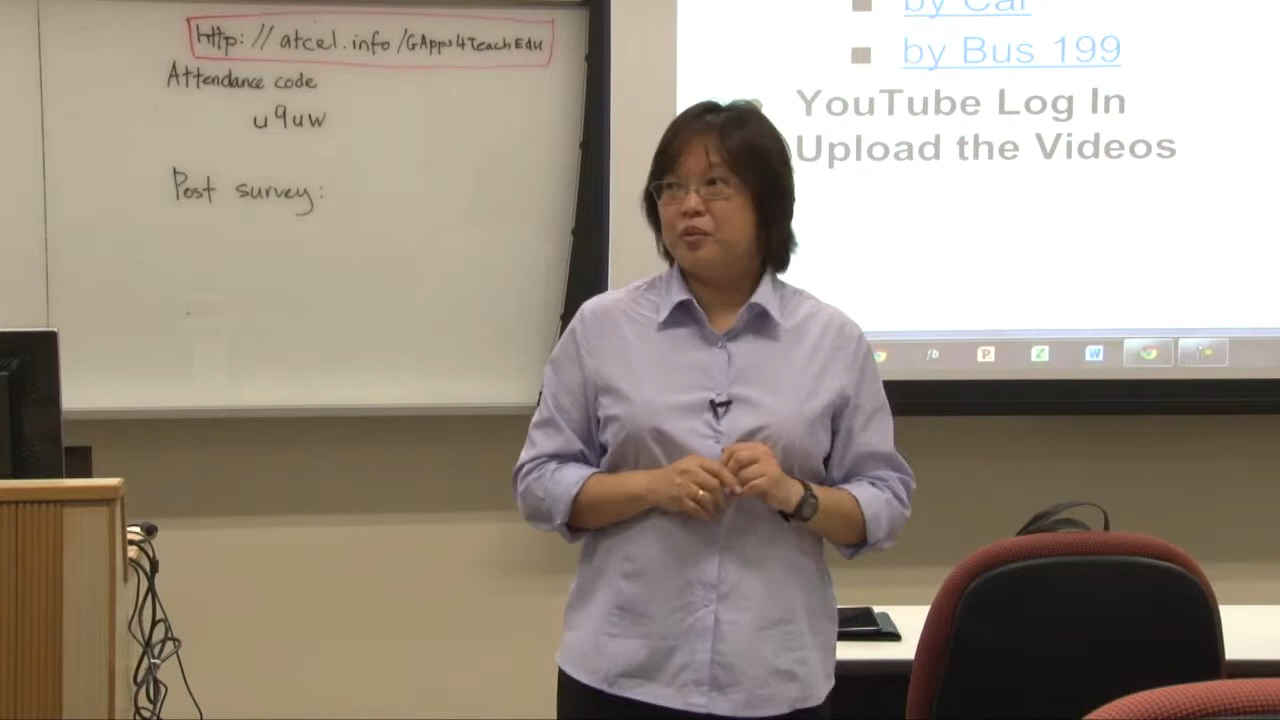 http://atcel.info/GApps4TeachEdu
Attendance code
u9uw
Post survey:
by Car
by Bus 199
YouTube Log In
Upload the Videos